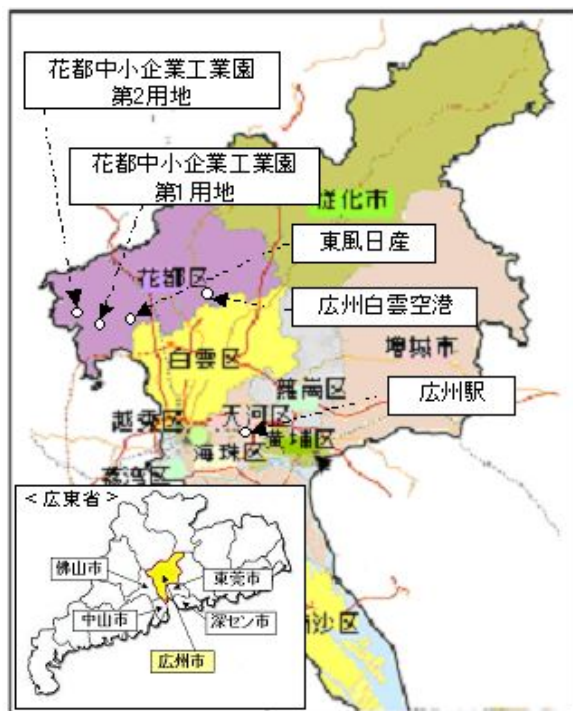 花都中小企業工業園
第2用地
花都中小企業工業園
第1用地
従化市
東風日産
花都区
広州白雲空港
白雲区
増城市
蘿崗区
広州駅
越秀区
天河区
黄埔区
海珠区
荔湾区
<広東省>
佛山市
東莞市
中山市
深セン市
広州市
沙区